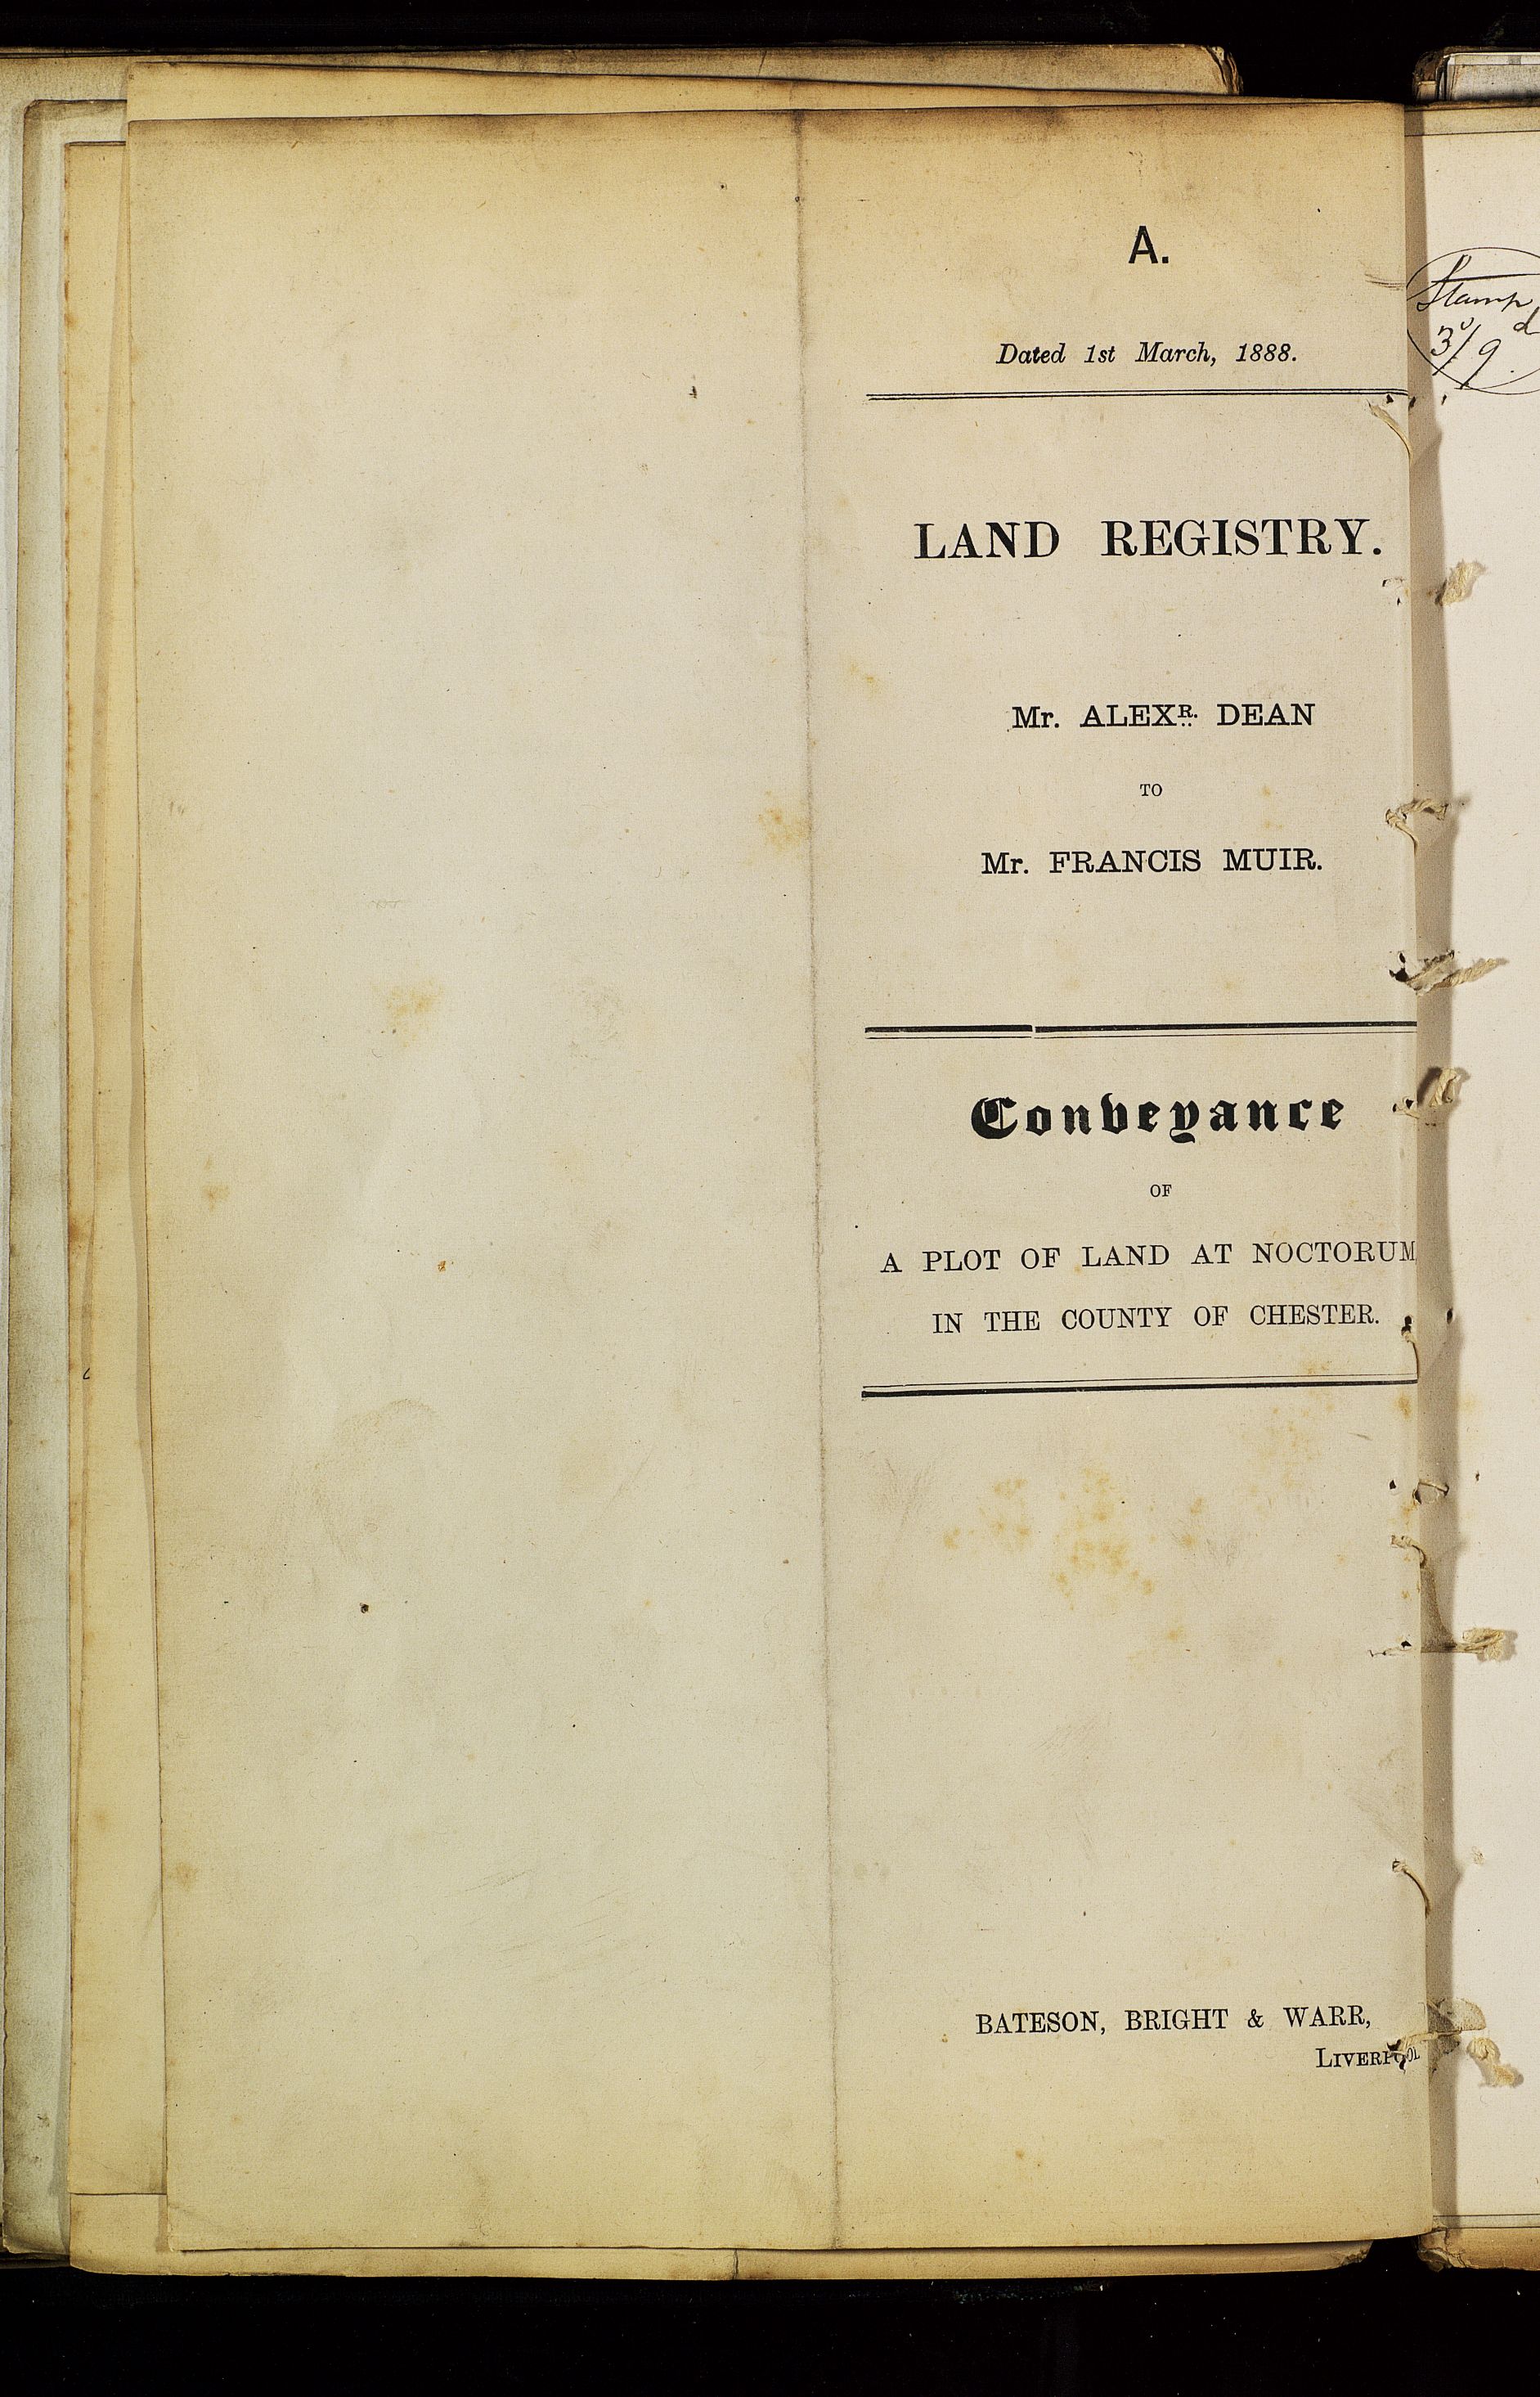 A.
Dated 1st March, 1888.
LAND REGISTRY.
Mr. ALEXR. DEAN
TO
Mr. FRANCIS MUIR.
Conveyance
OF
A PLOT OF LAND AT NOCTORUM
IN THE COUNTY OF CHESTER.
BATESON, BRIGHT & WARR,
LIVERPOOL
Stamp
3/9 d